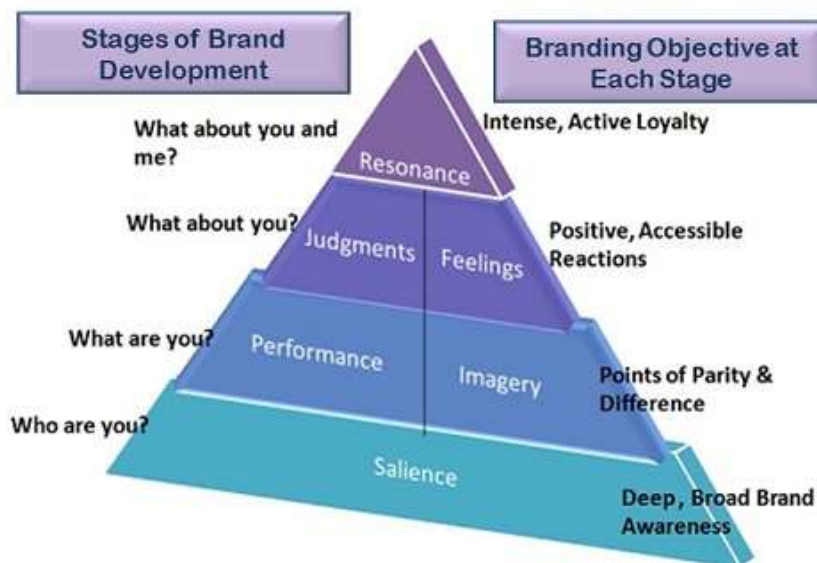 Stages of Brand
Development
Branding Objective at
Each Stage
What about you and
me?
Resonance
Intense, Active Loyalty
What about you?
Judgments
Feelings
Positive, Accessible
Reactions
What are you?
Performance
Imagery
Points of Parity &
Difference
Who are you?
Salience
Deep, Broad Brand
Awareness